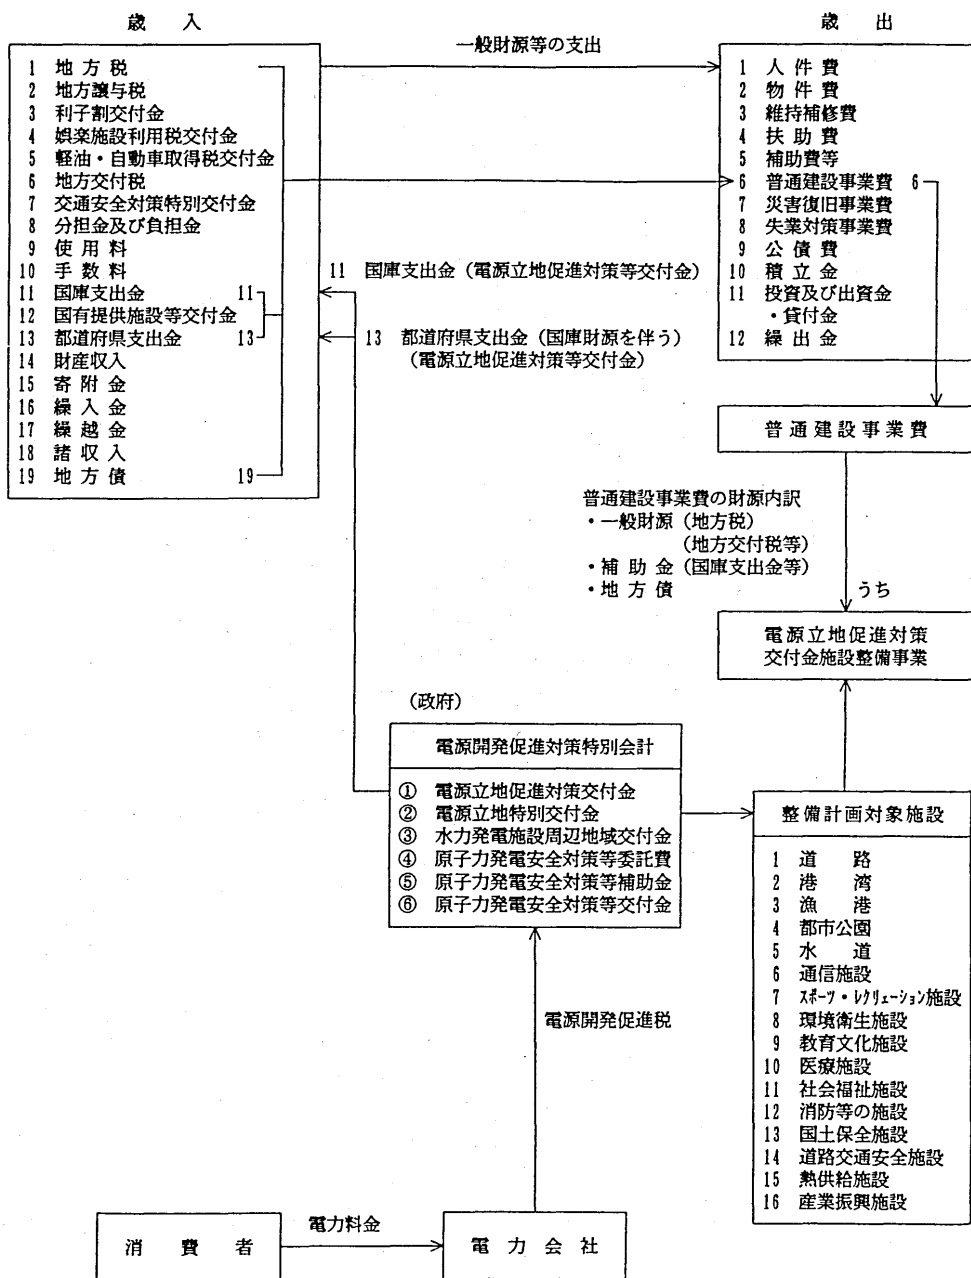 歳 入
1 地 方 税
2 地方譲与税
3 利子割交付金
4 娯楽施設利用税交付金
5 軽油・自動車取得税交付金
6 地方交付税
7 交通安全対策特別交付金
8 分担金及び負担金
9 使 用 料
10 手 数 料
11 国庫支出金 11
12 国有提供施設等交付金
13 都道府県支出金 13
14 財産収入
15 寄 附 金
16 繰 入 金
17 繰 越 金
18 諸 収 入
19 地 方 債 19
一般財源等の支出
11 国庫支出金（電源立地促進対策等交付金）
13 都道府県支出金（国庫財源を伴う）
（電源立地促進対策等交付金）
歳 出
1 人 件 費
2 物 件 費
3 維持補修費
4 扶 助 費
5 補助費等
6 普通建設事業費 6
7 災害復旧事業費
8 失業対策事業費
9 公 債 費
10 積 立 金
11 投資及び出資金
・貸付金
12 繰 出 金
普 通 建 設 事 業 費
普通建設事業費の財源内訳
・一般財源（地方税）
（地方交付税等）
・補 助 金（国庫支出金等）
・地 方 債
うち
電 源 立 地 促 進 対 策
交付金施設整備事業
（政府）
電源開発促進対策特別会計
① 電源立地促進対策交付金
② 電源立地特別交付金
③ 水力発電施設周辺地域交付金
④ 原子力発電安全対策等委託費
⑤ 原子力発電安全対策等補助金
⑥ 原子力発電安全対策等交付金
整備計画対象施設
1 道 路
2 港 湾
3 漁 港
4 都市公園
5 水 道
6 通信施設
7 ｽﾎﾟｰﾂ・ﾚｸﾘｪｰｼｮﾝ施設
8 環境衛生施設
9 教育文化施設
10 医療施設
11 社会福祉施設
12 消防等の施設
13 国土保全施設
14 道路交通安全施設
15 熱供給施設
16 産業振興施設
電源開発促進税
消 費 者
電力料金
電 力 会 社